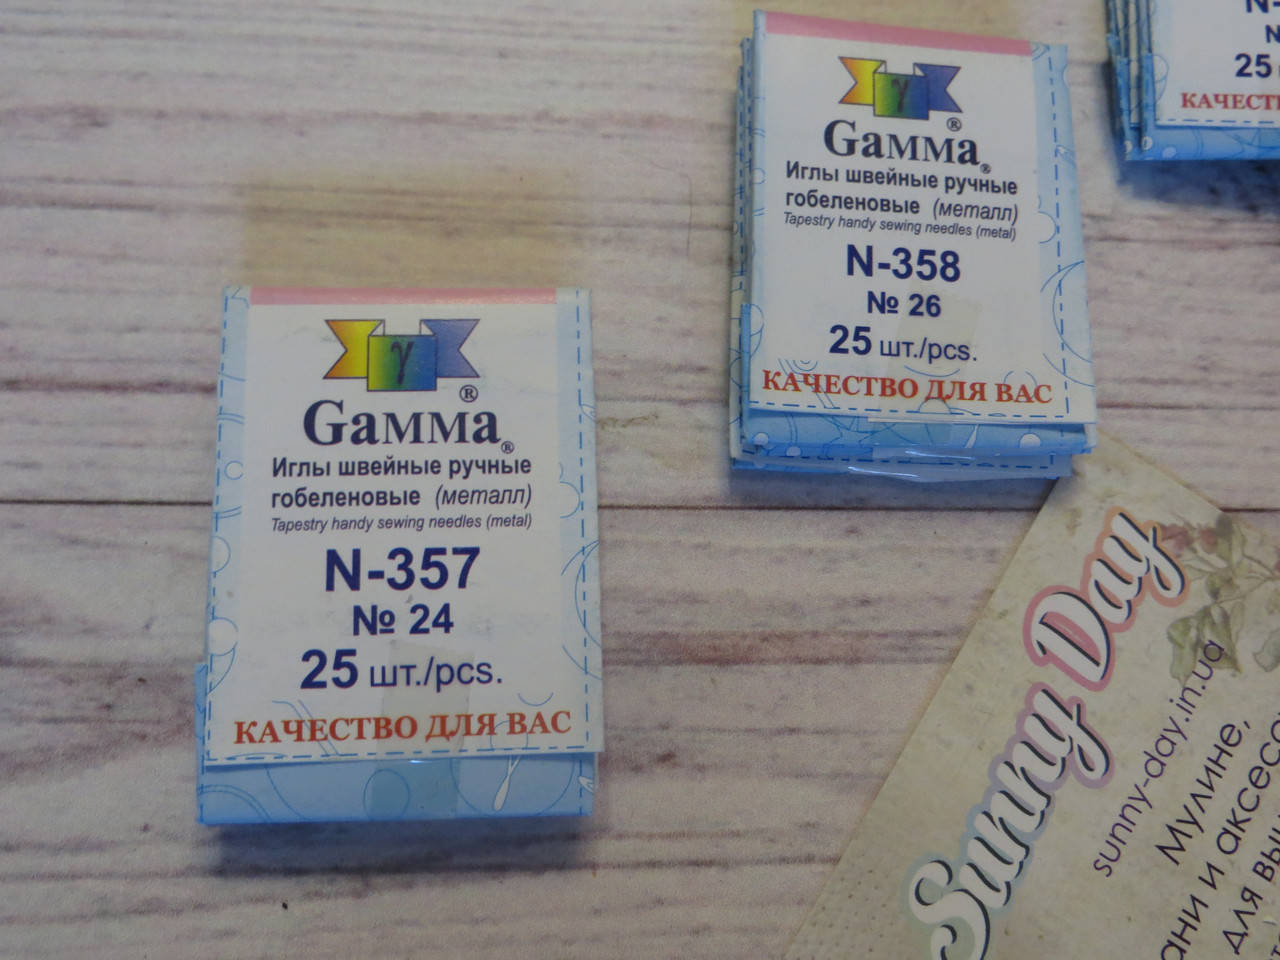 γ
®
Gamma®
Иглы швейные ручные
гобеленовые (металл)
Tapestry handy sewing needles (metal)
N-357
№ 24
25 шт./pcs.
КАЧЕСТВО ДЛЯ ВАС
γ
®
Gamma®
Иглы швейные ручные
гобеленовые (металл)
Tapestry handy sewing needles (metal)
N-358
№ 26
25 шт./pcs.
КАЧЕСТВО ДЛЯ ВАС
25
Sunny Day
sunny-day.in.ua
Мулине,
и
для